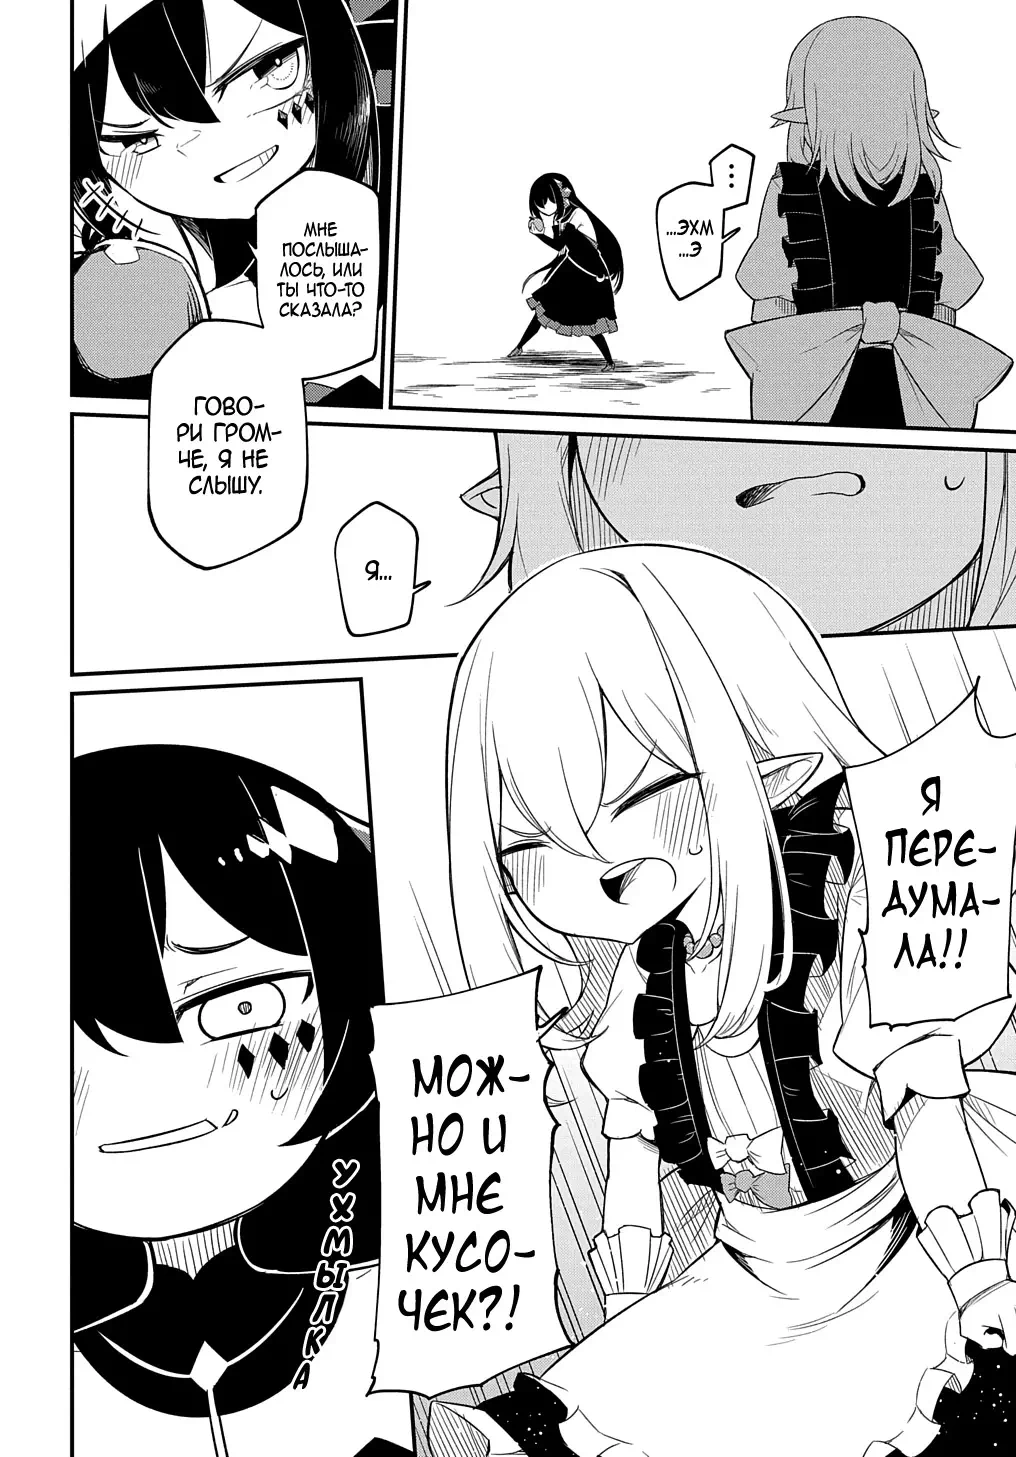 ...
...ЭХМ
...Э
МНЕ
ПОСЛЫША-
ЛОСЬ, ИЛИ
ТЫ ЧТО-ТО
СКАЗАЛА?
ГОВО-
РИ ГРОМ-
ЧЕ, Я НЕ
СЛЫШУ.
Я...
Я
ПЕРЕ-
ДУМА-
ЛА!!
МОЖ-
НО И
МНЕ
КУСО-
ЧЕК?!
УХМЫЛКА